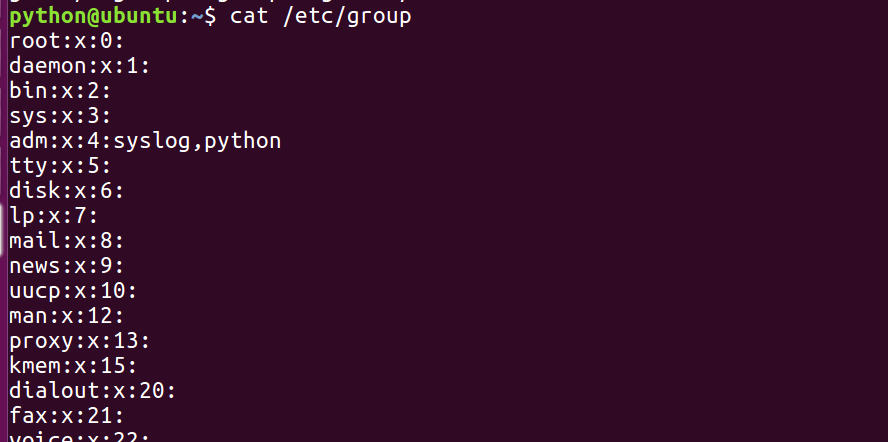 python@ubuntu:~$ cat /etc/group
root:x:0:
daemon:x:1:
bin:x:2:
sys:x:3:
adm:x:4:syslog,python
tty:x:5:
disk:x:6:
lp:x:7:
mail:x:8:
news:x:9:
uucp:x:10:
man:x:12:
proxy:x:13:
kmem:x:15:
dialout:x:20:
fax:x:21:
voice:x:22: